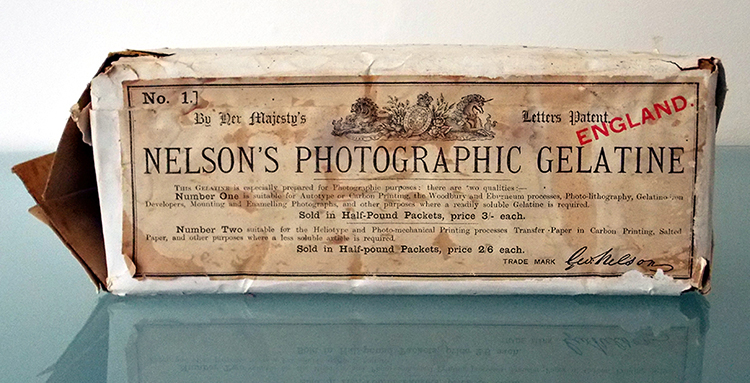 No. 1.]
By Her Majesty's Letters Patent.
ENGLAND.
NELSON'S PHOTOGRAPHIC GELATINE
This Gelatine is especially prepared for Photographic purposes: there are two qualities:—
Number One is suitable for Autotype or Carbon Printing, the Woodbury and Eburneum processes, Photo-lithography, Gelatino-Iron
Developers, Mounting and Enamelling Photographs, and other purposes where a readily soluble Gelatine is required.
Sold in Half-Pound Packets, price 3/- each.
Number Two suitable for the Heliotype and Photo-mechanical Printing processes Transfer Paper in Carbon Printing, Salted
Paper, and other purposes where a less soluble article is required.
Sold in Half-pound Packets, price 2/6 each.
TRADE MARK Geo. Nelson